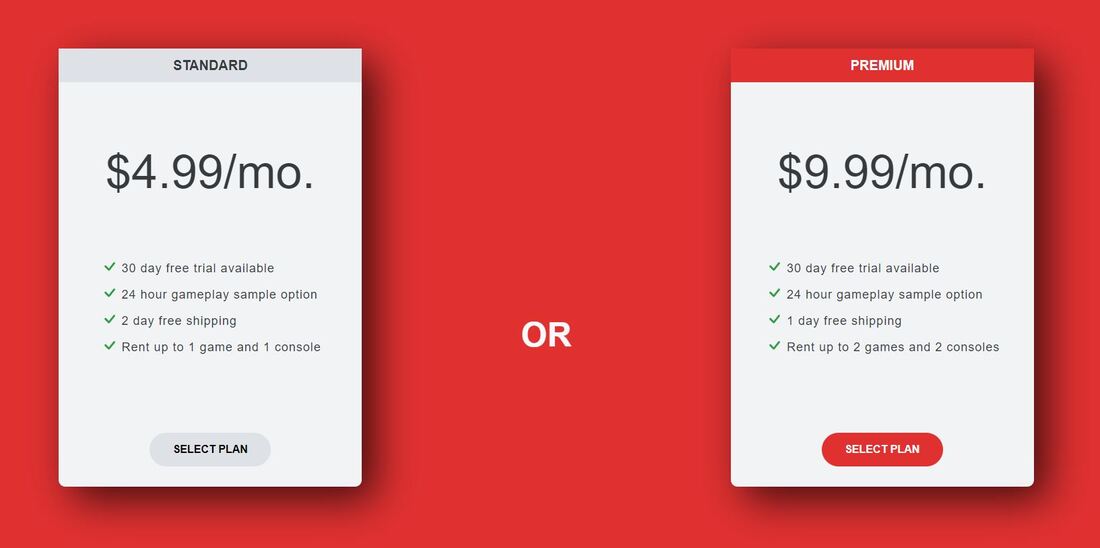 STANDARD
$4.99/mo.
30 day free trial available
24 hour gameplay sample option
2 day free shipping
Rent up to 1 game and 1 console
SELECT PLAN
OR
PREMIUM
$9.99/mo.
30 day free trial available
24 hour gameplay sample option
1 day free shipping
Rent up to 2 games and 2 consoles
SELECT PLAN